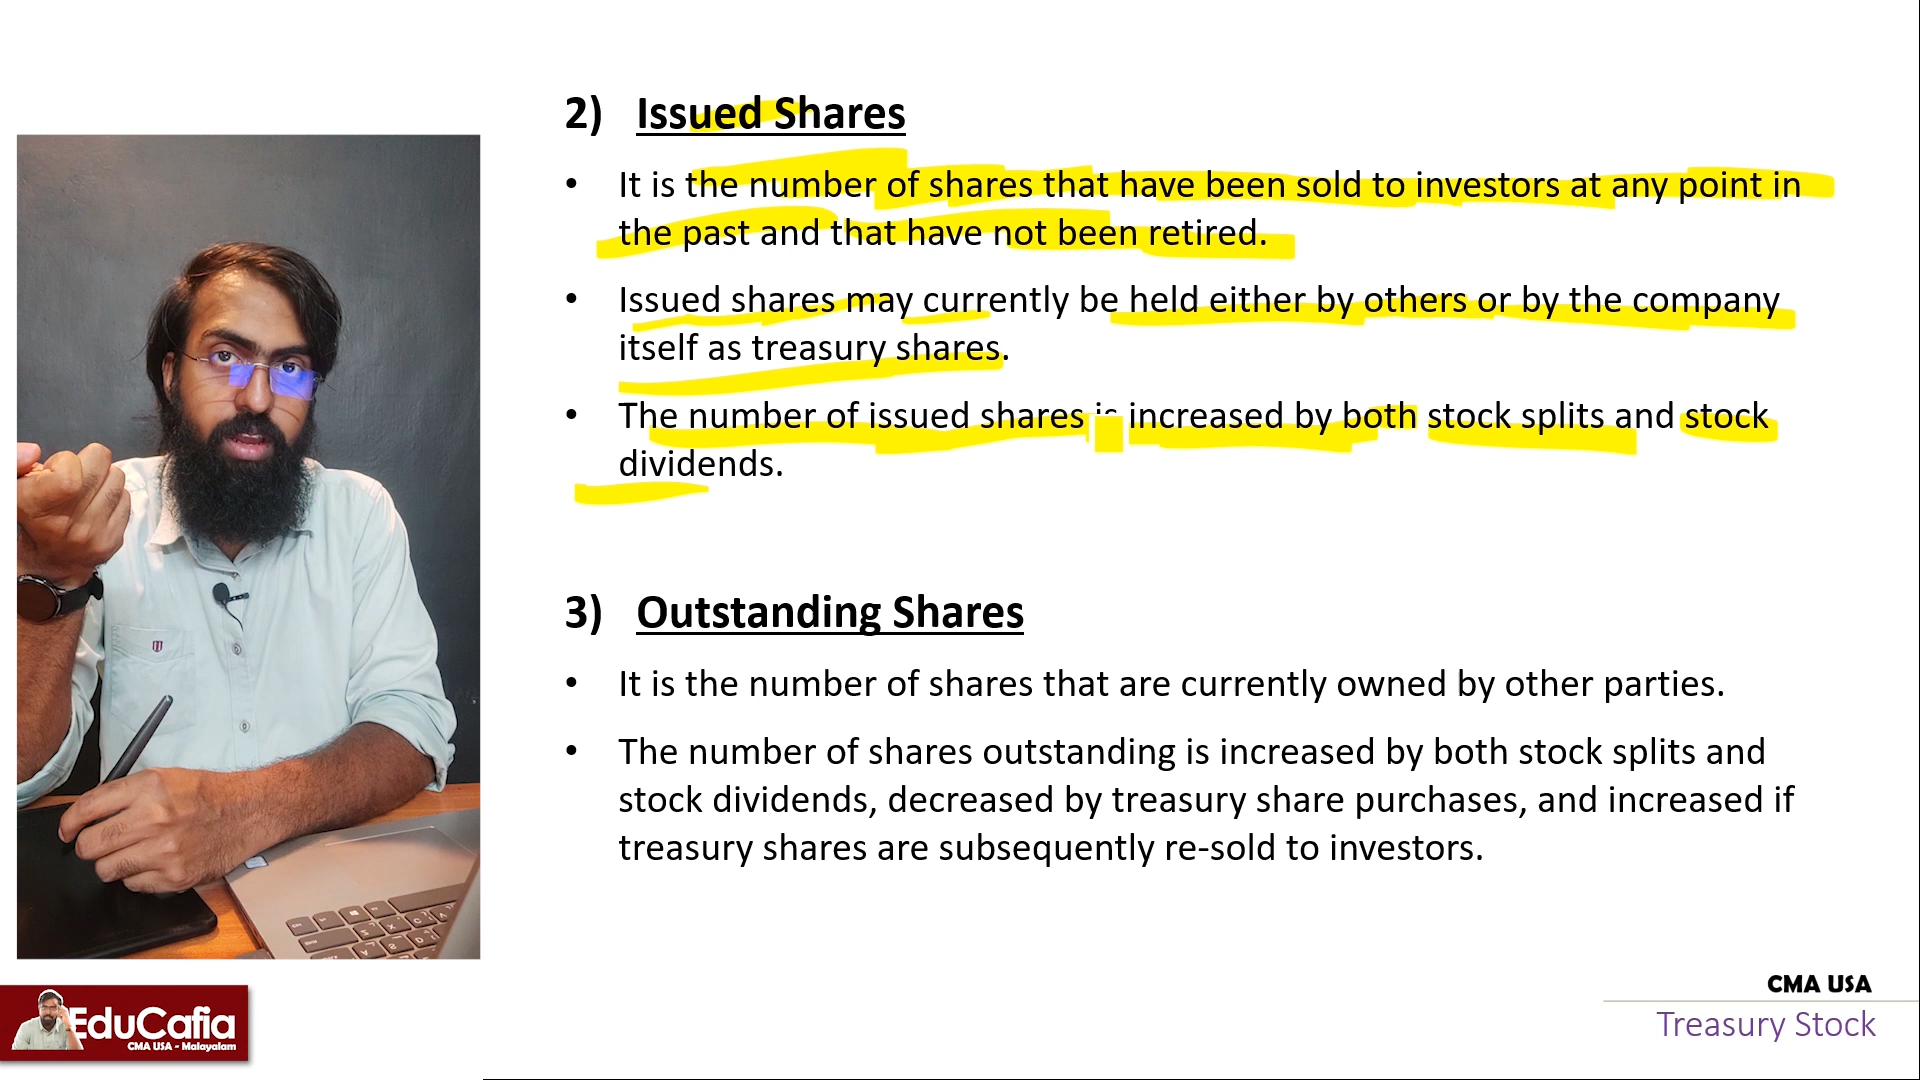 2) Issued Shares
• It is the number of shares that have been sold to investors at any point in
the past and that have not been retired.
• Issued shares may currently be held either by others or by the company
itself as treasury shares.
• The number of issued shares is increased by both stock splits and stock
dividends.
3) Outstanding Shares
• It is the number of shares that are currently owned by other parties.
• The number of shares outstanding is increased by both stock splits and
stock dividends, decreased by treasury share purchases, and increased if
treasury shares are subsequently re-sold to investors.
EduCafia
CMA USA - Malayalam
CMA USA
Treasury Stock